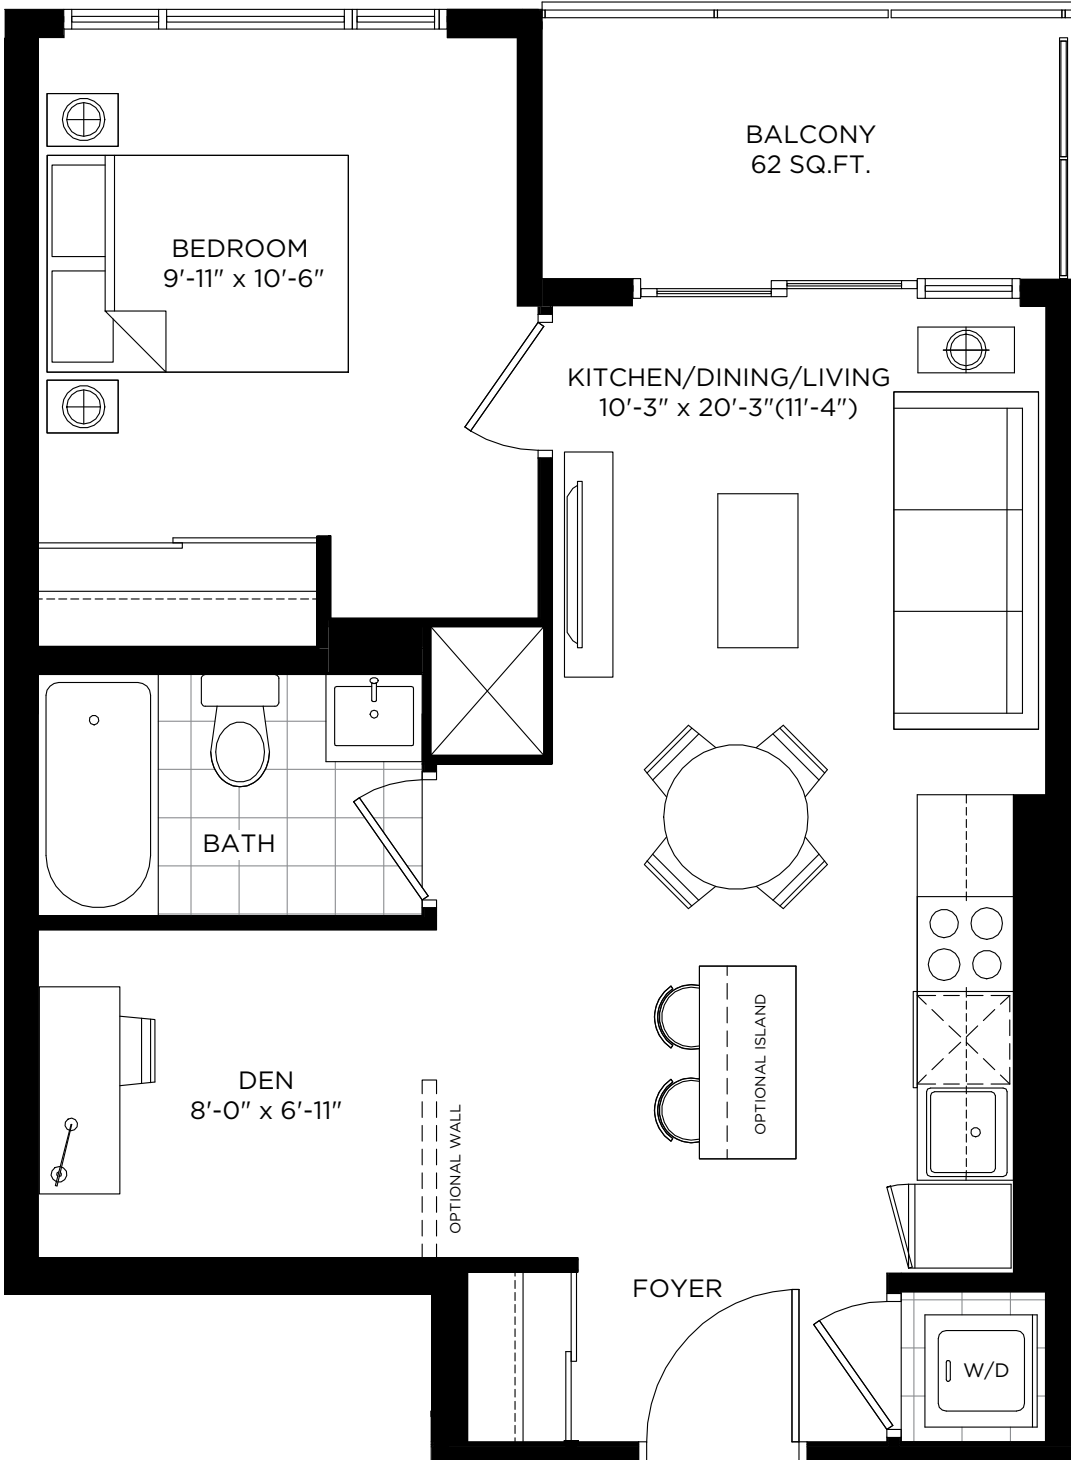 BALCONY
62 SQ.FT.
BEDROOM
9'-11" x 10'-6"
KITCHEN/DINING/LIVING
10'-3" x 20'-3"(11'-4")
BATH
DEN
8'-0" x 6'-11"
OPTIONAL WALL
OPTIONAL ISLAND
FOYER
W/D